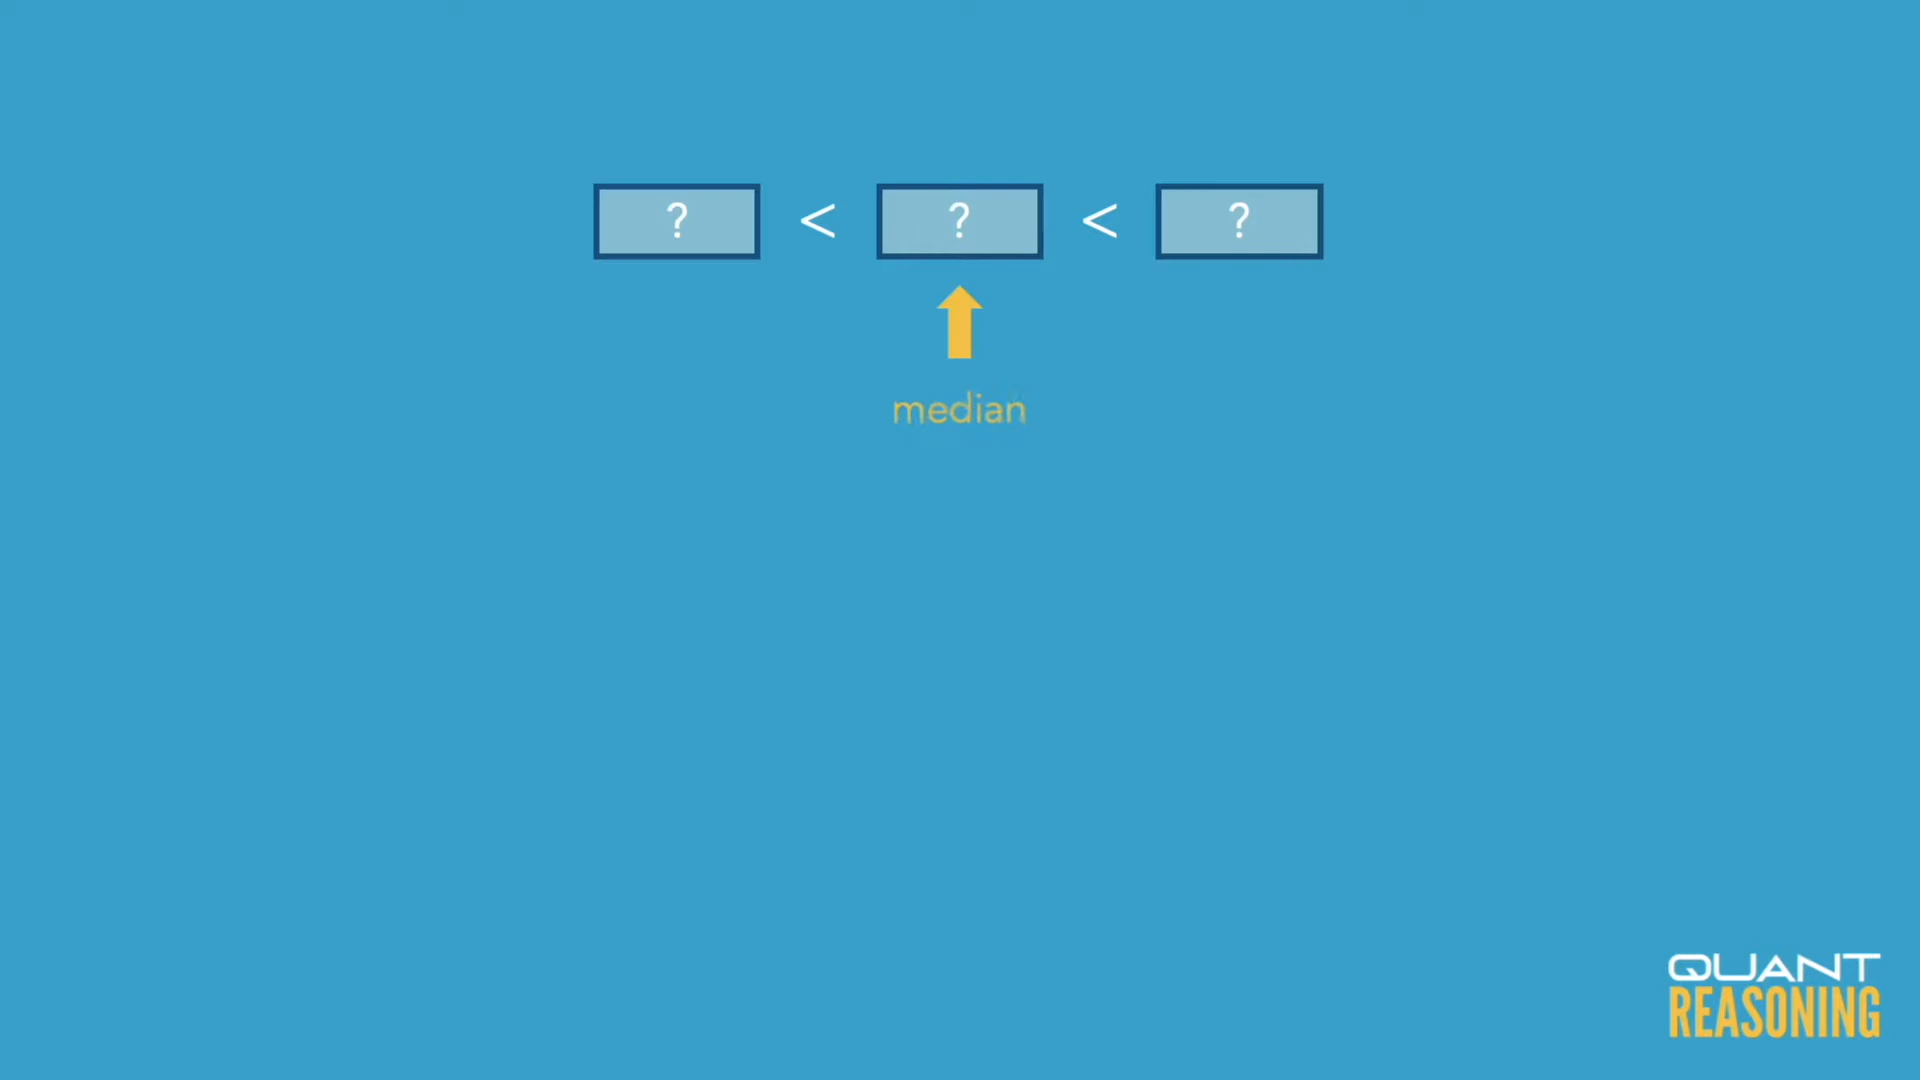 ? < ? < ?
median
QUANT
REASONING